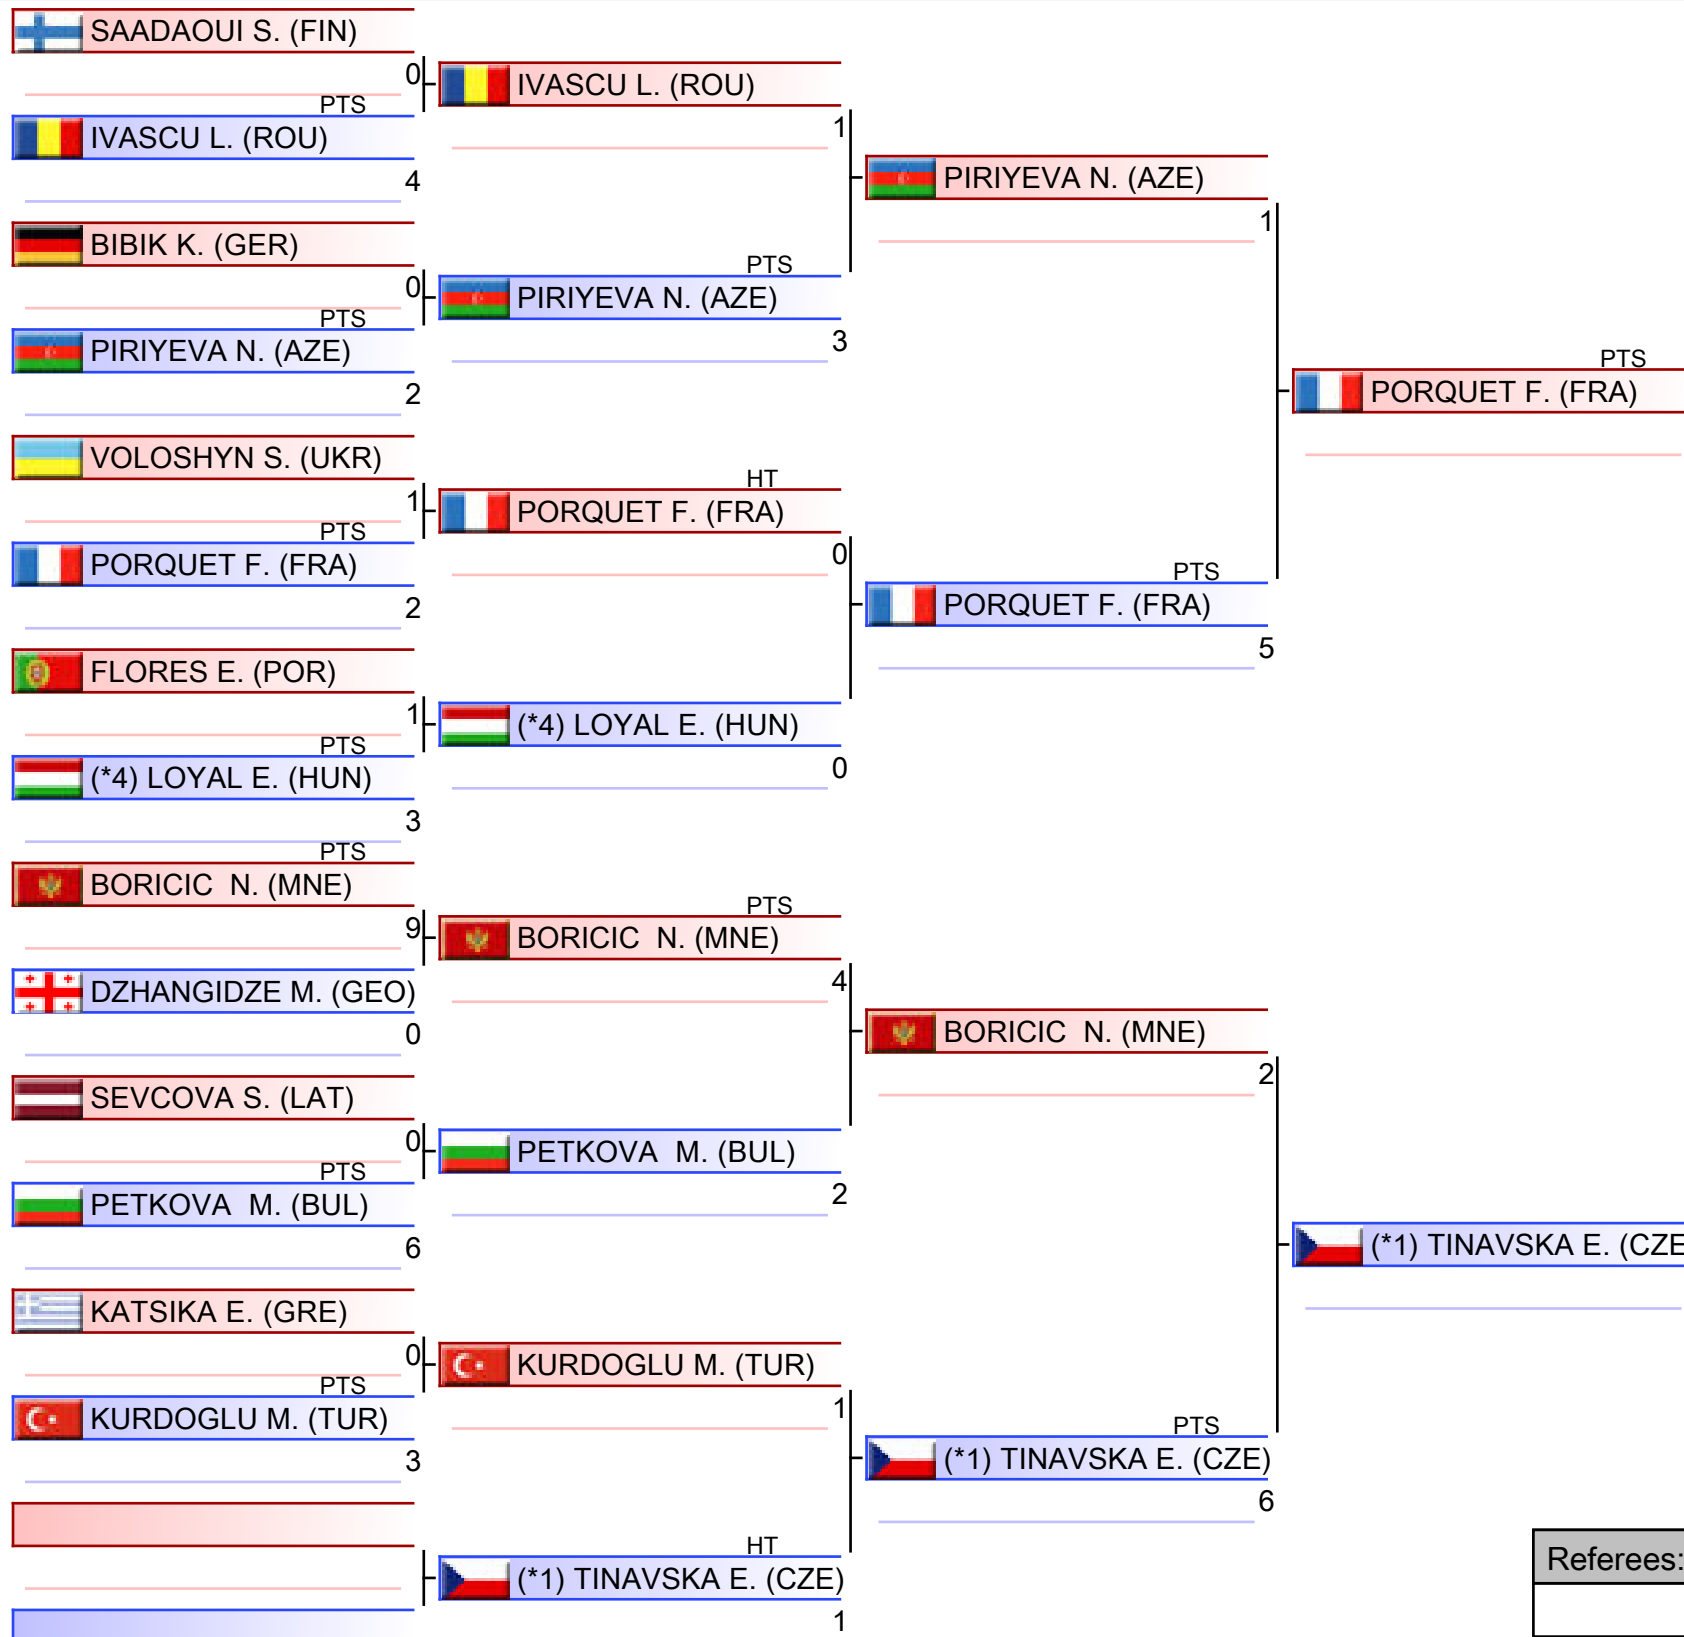 SAADAOUI S. (FIN)
0
PTS
IVASCU L. (ROU)
4
BIBIK K. (GER)
0
PTS
PIRIYEVA N. (AZE)
2
VOLOSHYN S. (UKR)
1
PTS
PORQUET F. (FRA)
2
FLORES E. (POR)
1
PTS
(*4) LOYAL E. (HUN)
3
PTS
BORICIC N. (MNE)
9
DZHANGIDZE M. (GEO)
0
SEVCOVA S. (LAT)
0
PTS
PETKOVA M. (BUL)
6
KATSIKA E. (GRE)
0
PTS
KURDOGLU M. (TUR)
3
IVASCU L. (ROU)
1
PTS
PIRIYEVA N. (AZE)
3
HT
PORQUET F. (FRA)
0
(*4) LOYAL E. (HUN)
0
PTS
BORICIC N. (MNE)
4
PETKOVA M. (BUL)
2
KURDOGLU M. (TUR)
1
HT
(*1) TINAVSKA E. (CZE)
1
PIRIYEVA N. (AZE)
1
PTS
PORQUET F. (FRA)
5
BORICIC N. (MNE)
2
PTS
(*1) TINAVSKA E. (CZE)
6
PTS
PORQUET F. (FRA)
(*1) TINAVSKA E. (CZE
Referees: